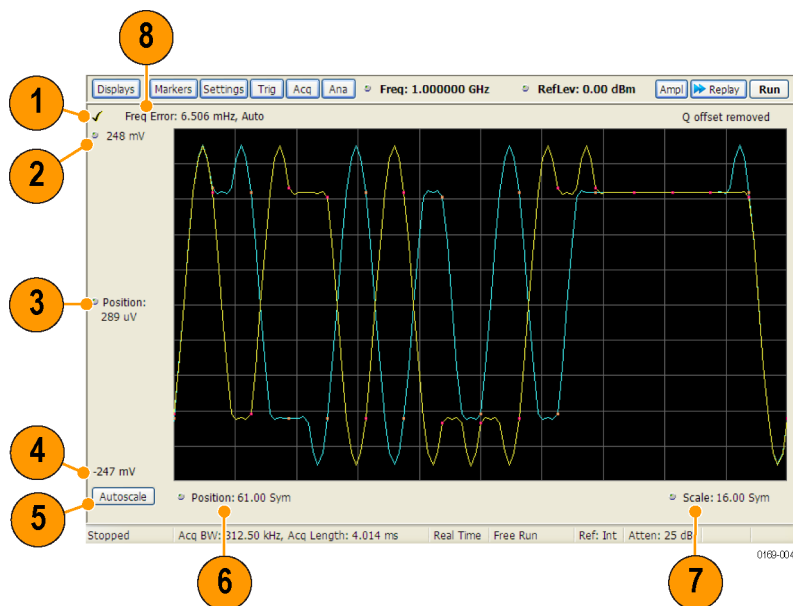 8
Displays Markers Settings Trig Acq Ana Freq: 1.000000 GHz RefLev: 0.00 dBm Ampl Replay Run
1
Freq Error: 6.506 mHz, Auto Q offset removed
248 mV
2
3
Position:
289 uV
4
-247 mV
Autoscale Position: 61.00 Sym Scale: 16.00 Sym
5
Stopped Acq BW: 312.50 kHz, Acq Length: 4.014 ms Real Time Free Run Ref: Int Atten: 25 dB
0169-004
6
7